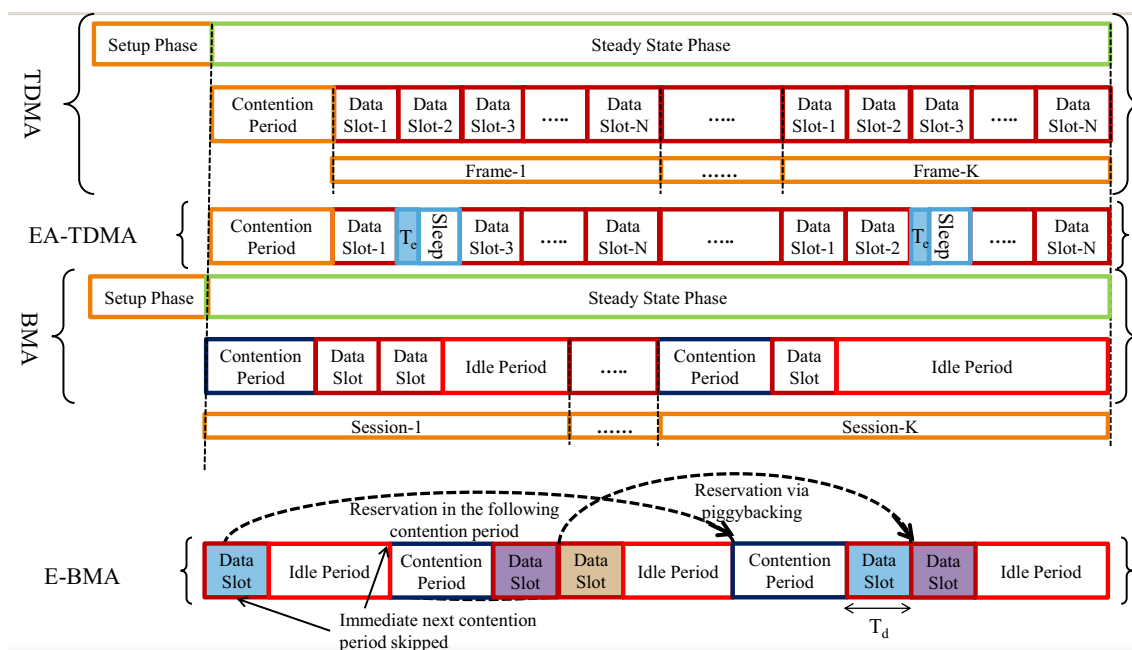 TDMA
Setup Phase
Steady State Phase
Contention
Period
Data
Slot-1
Data
Slot-2
Data
Slot-3
.....
Data
Slot-N
.....
Data
Slot-1
Data
Slot-2
Data
Slot-3
.....
Data
Slot-N
Frame-1
......
Frame-K
EA-TDMA
Contention
Period
Data
Slot-1
Te
Sleep
Data
Slot-3
.....
Data
Slot-N
.....
Data
Slot-1
Data
Slot-2
Te
Sleep
.....
Data
Slot-N
BMA
Setup Phase
Steady State Phase
Contention
Period
Data
Slot
Data
Slot
Idle Period
.....
Contention
Period
Data
Slot
Idle Period
Session-1
......
Session-K
Reservation in the following
contention period
Reservation via
piggybacking
E-BMA
Data
Slot
Idle Period
Contention
Period
Data
Slot
Data
Slot
Idle Period
Contention
Period
Data
Slot
Data
Slot
Idle Period
Immediate next contention
period skipped
Td